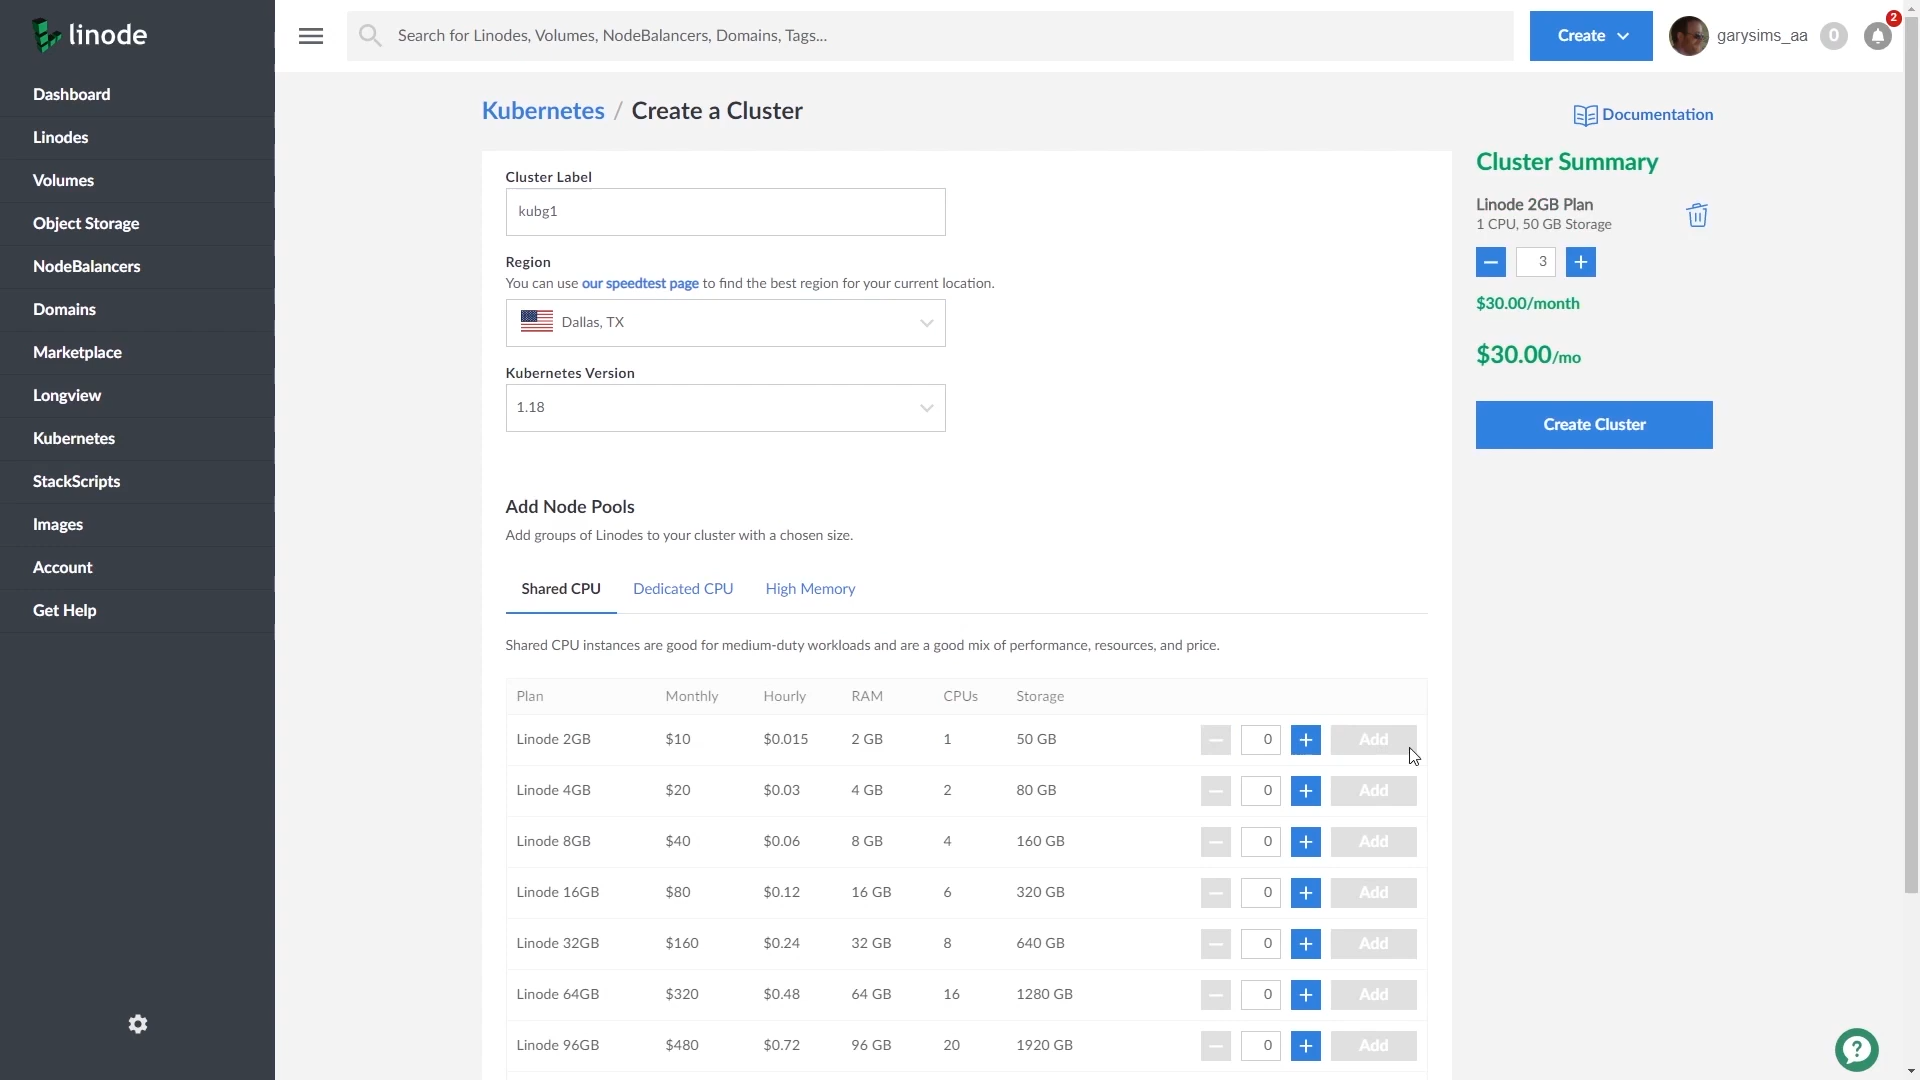 linode
Search for Linodes, Volumes, NodeBalancers, Domains, Tags...
Create
garysims_aa
0
2
Dashboard
Linodes
Volumes
Object Storage
NodeBalancers
Domains
Marketplace
Longview
Kubernetes
StackScripts
Images
Account
Get Help
Kubernetes / Create a Cluster
Documentation
Cluster Label
kubg1
Region
You can use our speedtest page to find the best region for your current location.
Dallas, TX
Kubernetes Version
1.18
Add Node Pools
Add groups of Linodes to your cluster with a chosen size.
Shared CPU Dedicated CPU High Memory
Shared CPU instances are good for medium-duty workloads and are a good mix of performance, resources, and price.
Plan Monthly Hourly RAM CPUs Storage
Linode 2GB $10 $0.015 2 GB 1 50 GB 0 Add
Linode 4GB $20 $0.03 4 GB 2 80 GB 0 Add
Linode 8GB $40 $0.06 8 GB 4 160 GB 0 Add
Linode 16GB $80 $0.12 16 GB 6 320 GB 0 Add
Linode 32GB $160 $0.24 32 GB 8 640 GB 0 Add
Linode 64GB $320 $0.48 64 GB 16 1280 GB 0 Add
Linode 96GB $480 $0.72 96 GB 20 1920 GB 0 Add
Cluster Summary
Linode 2GB Plan
1 CPU, 50 GB Storage
3
$30.00/month
$30.00/mo
Create Cluster